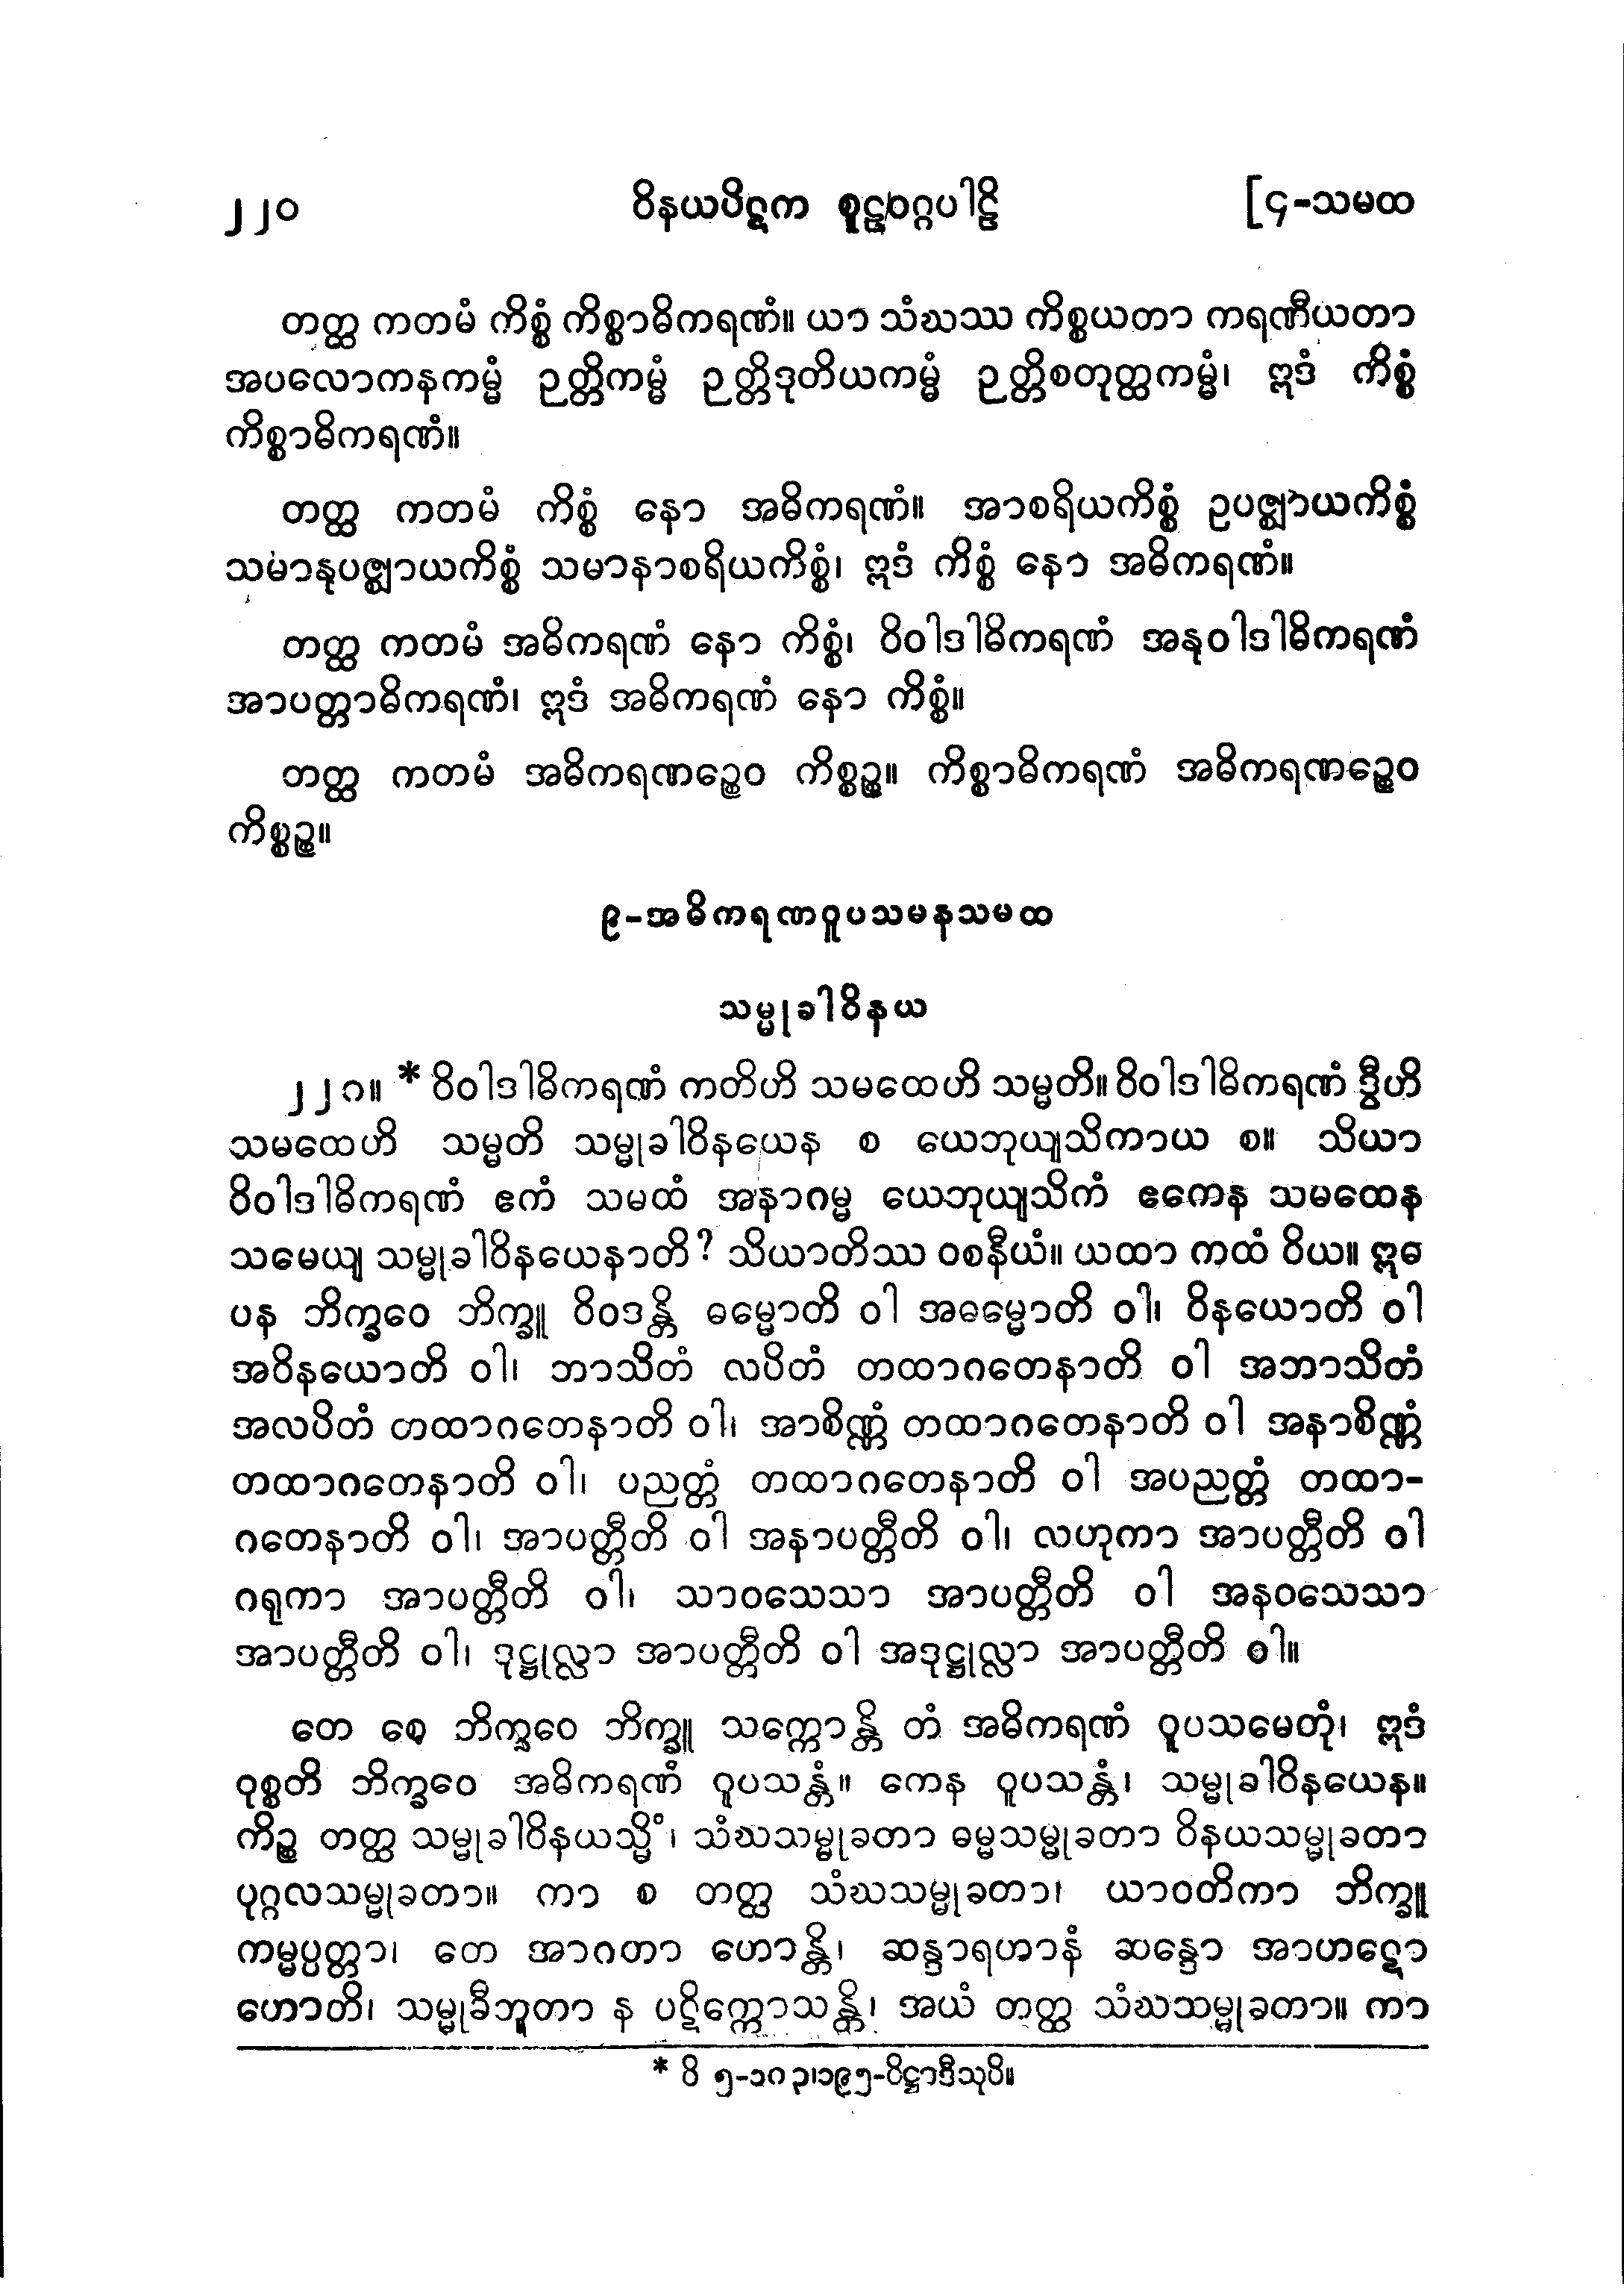 ၂၂၀ ဝိနယပိဋက စူဠဝဂ္ဂပါဠိ [၄-သမထ
တတ္ထ ကတမံ ကိစ္စံ ကိစ္စာဓိကရဏံ။ ယာ သံဃဿ ကိစ္စယတာ ကရဏီယတာ
အပလောကနကမ္မံ ဉတ္တိကမ္မံ ဉတ္တိဒုတိယကမ္မံ ဉတ္တိစတုတ္ထကမ္မံ၊ ဣဒံ ကိစ္စံ
ကိစ္စာဓိကရဏံ။
တတ္ထ ကတမံ ကိစ္စံ နော အဓိကရဏံ။ အာစရိယကိစ္စံ ဥပဇ္ဈာယကိစ္စံ
သမာနုပဇ္ဈာယကိစ္စံ သမာနာစရိယကိစ္စံ၊ ဣဒံ ကိစ္စံ နော အဓိကရဏံ။
တတ္ထ ကတမံ အဓိကရဏံ နော ကိစ္စံ၊ ဝိဝါဒါဓိကရဏံ အနုဝါဒါဓိကရဏံ
အာပတ္တာဓိကရဏံ၊ ဣဒံ အဓိကရဏံ နော ကိစ္စံ။
တတ္ထ ကတမံ အဓိကရဏဉ္စေဝ ကိစ္စဉ္စ။ ကိစ္စာဓိကရဏံ အဓိကရဏဉ္စေဝ
ကိစ္စဉ္စ။
၉-အဓိကရဏဝူပသမနသမထ
သမ္မုခါဝိနယ
၂၂၈။ * ဝိဝါဒါဓိကရဏံ ကတိဟိ သမထေဟိ သမ္မတိ။ ဝိဝါဒါဓိကရဏံ ဒွီဟိ
သမထေဟိ သမ္မတိ သမ္မုခါဝိနယေန စ ယေဘုယျသိကာယ စ။ သိယာ
ဝိဝါဒါဓိကရဏံ ဧကံ သမထံ အနာဂမ္မ ယေဘုယျသိကံ ဧကေန သမထေန
သမေယျ သမ္မုခါဝိနယေနာတိ? သိယာတိဿ ဝစနီယံ။ ယထာ ကထံ ဝိယ။ ဣဓ
ပန ဘိက္ခဝေ ဘိက္ခူ ဝိဝဒန္တိ ဓမ္မောတိ ဝါ အဓမ္မောတိ ဝါ၊ ဝိနယောတိ ဝါ
အဝိနယောတိ ဝါ၊ ဘာသိတံ လပိတံ တထာဂတေနာတိ ဝါ အဘာသိတံ
အလပိတံ တထာဂတေနာတိ ဝါ၊ အာစိဏ္ဏံ တထာဂတေနာတိ ဝါ အနာစိဏ္ဏံ
တထာဂတေနာတိ ဝါ၊ ပညတ္တံ တထာဂတေနာတိ ဝါ အပညတ္တံ တထာ-
ဂတေနာတိ ဝါ၊ အာပတ္တီတိ ဝါ အနာပတ္တီတိ ဝါ၊ လဟုကာ အာပတ္တီတိ ဝါ
ဂရုကာ အာပတ္တီတိ ဝါ၊ သာဝသေသာ အာပတ္တီတိ ဝါ အနဝသေသာ
အာပတ္တီတိ ဝါ၊ ဒုဋ္ဌုလ္လာ အာပတ္တီတိ ဝါ အဒုဋ္ဌုလ္လာ အာပတ္တီတိ ဝါ။
တေ စေ ဘိက္ခဝေ ဘိက္ခူ သက္ကောန္တိ တံ အဓိကရဏံ ဝူပသမေတုံ၊ ဣဒံ
ဝုစ္စတိ ဘိက္ခဝေ အဓိကရဏံ ဝူပသန္တံ။ ကေန ဝူပသန္တံ၊ သမ္မုခါဝိနယေန။
ကိဉ္စ တတ္ထ သမ္မုခါဝိနယသ္မိံ၊ သံဃသမ္မုခတာ ဓမ္မသမ္မုခတာ ဝိနယသမ္မုခတာ
ပုဂ္ဂလသမ္မုခတာ။ ကာ စ တတ္ထ သံဃသမ္မုခတာ၊ ယာဝတိကာ ဘိက္ခူ
ကမ္မပ္ပတ္တာ၊ တေ အာဂတာ ဟောန္တိ၊ ဆန္ဒာရဟာနံ ဆန္ဒော အာဟဋော
ဟောတိ၊ သမ္မုခီဘူတာ န ပဋိက္ကောသန္တိ၊ အယံ တတ္ထ သံဃသမ္မုခတာ။ ကာ
* ဝိ ၅-၁၈၃၊၁၉၅-ပိဋ္ဌာဒီသုပိ။